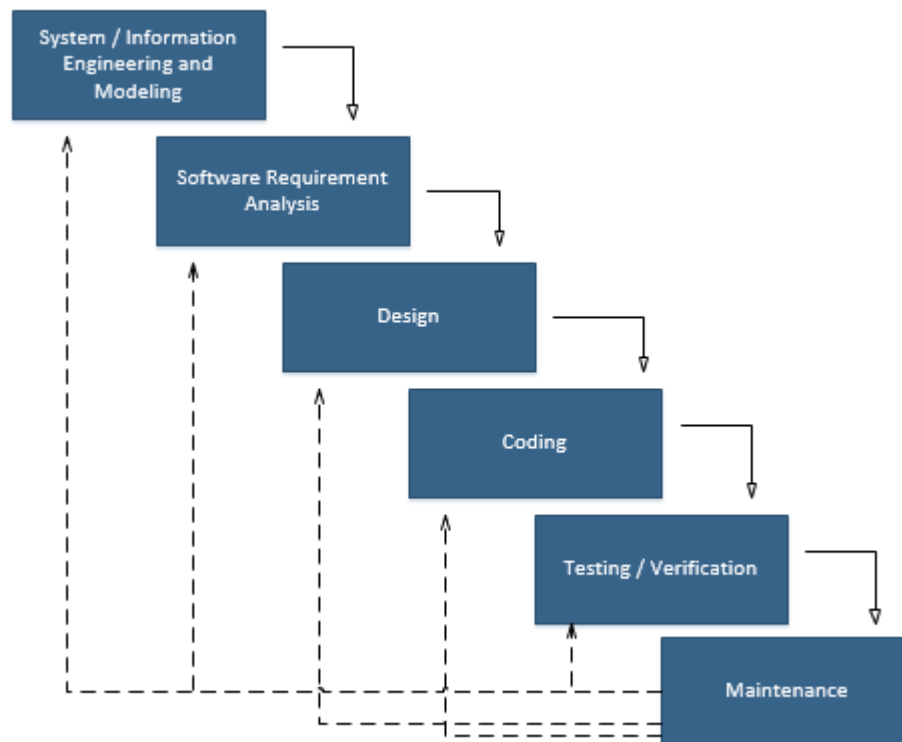 System / Information
Engineering and
Modeling
Software Requirement
Analysis
Design
Coding
Testing / Verification
Maintenance